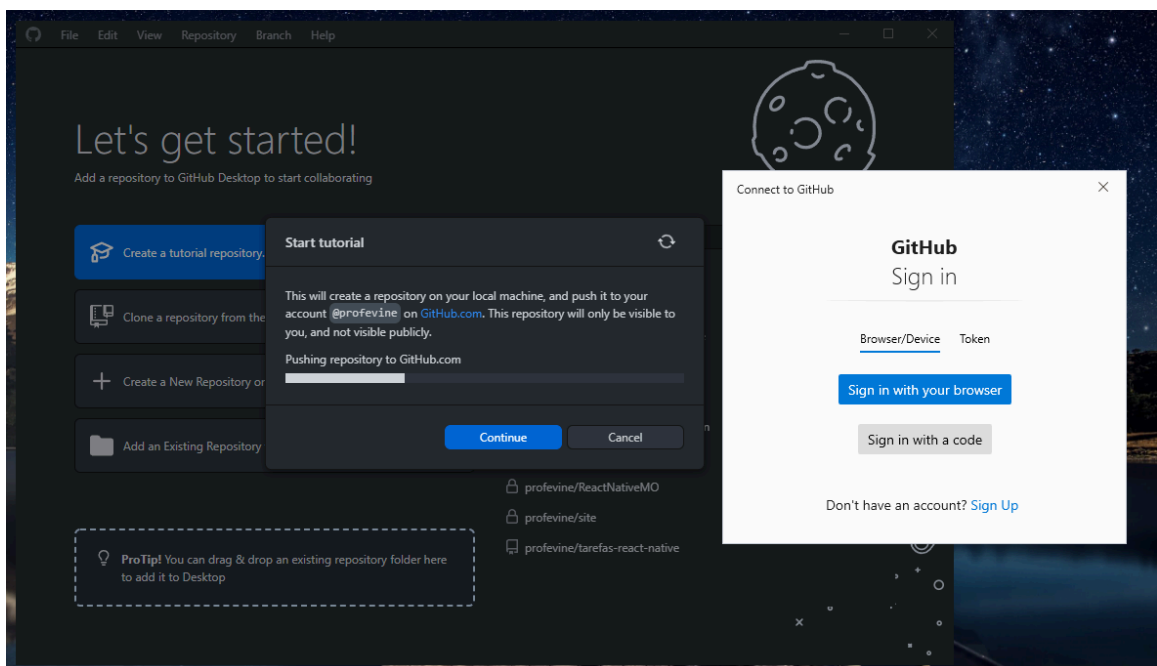 File Edit View Repository Branch Help
Let's get started!
Add a repository to GitHub Desktop to start collaborating
Create a tutorial repository.
Clone a repository from the
Create a New Repository or
Add an Existing Repository
ProTip! You can drag & drop an existing repository folder here
to add it to Desktop
Start tutorial
This will create a repository on your local machine, and push it to your
account @profevine on GitHub.com. This repository will only be visible to
you, and not visible publicly.
Pushing repository to GitHub.com
Continue Cancel
n
profevine/ReactNativeMO
profevine/site
profevine/tarefas-react-native
Connect to GitHub
GitHub
Sign in
Browser/Device Token
Sign in with your browser
Sign in with a code
Don't have an account? Sign Up